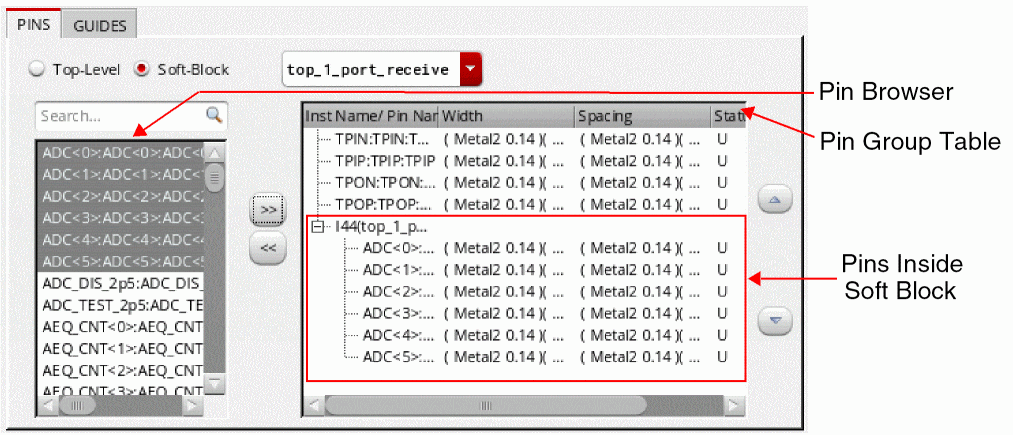 PINS GUIDES
Top-Level Soft-Block top_1_port_receive
Search...
ADC<0>:ADC<0>:ADC<
ADC<1>:ADC<1>:ADC<
ADC<2>:ADC<2>:ADC<
ADC<3>:ADC<3>:ADC<
ADC<4>:ADC<4>:ADC<
ADC<5>:ADC<5>:ADC<
ADC_DIS_2p5:ADC_DIS_
ADC_TEST_2p5:ADC_TE
AEQ_CNT<0>:AEQ_CNT
AEQ_CNT<1>:AEQ_CNT
AEQ_CNT<2>:AEQ_CNT
AEQ_CNT<3>:AEQ_CNT
>>
<<
Inst Name/ Pin Nar Width Spacing Stat
TPIN:TPIN:T... ( Metal2 0.14 )( ... ( Metal2 0.14 )( ... U
TPIP:TPIP:TPIP ( Metal2 0.14 )( ... ( Metal2 0.14 )( ... U
TPON:TPON:... ( Metal2 0.14 )( ... ( Metal2 0.14 )( ... U
TPOP:TPOP:... ( Metal2 0.14 )( ... ( Metal2 0.14 )( ... U
I44(top_1_p...
ADC<0>:... ( Metal2 0.14 )( ... ( Metal2 0.14 )( ... U
ADC<1>:... ( Metal2 0.14 )( ... ( Metal2 0.14 )( ... U
ADC<2>:... ( Metal2 0.14 )( ... ( Metal2 0.14 )( ... U
ADC<3>:... ( Metal2 0.14 )( ... ( Metal2 0.14 )( ... U
ADC<4>:... ( Metal2 0.14 )( ... ( Metal2 0.14 )( ... U
ADC<5>:... ( Metal2 0.14 )( ... ( Metal2 0.14 )( ... U
Pin Browser
Pin Group Table
Pins Inside
Soft Block